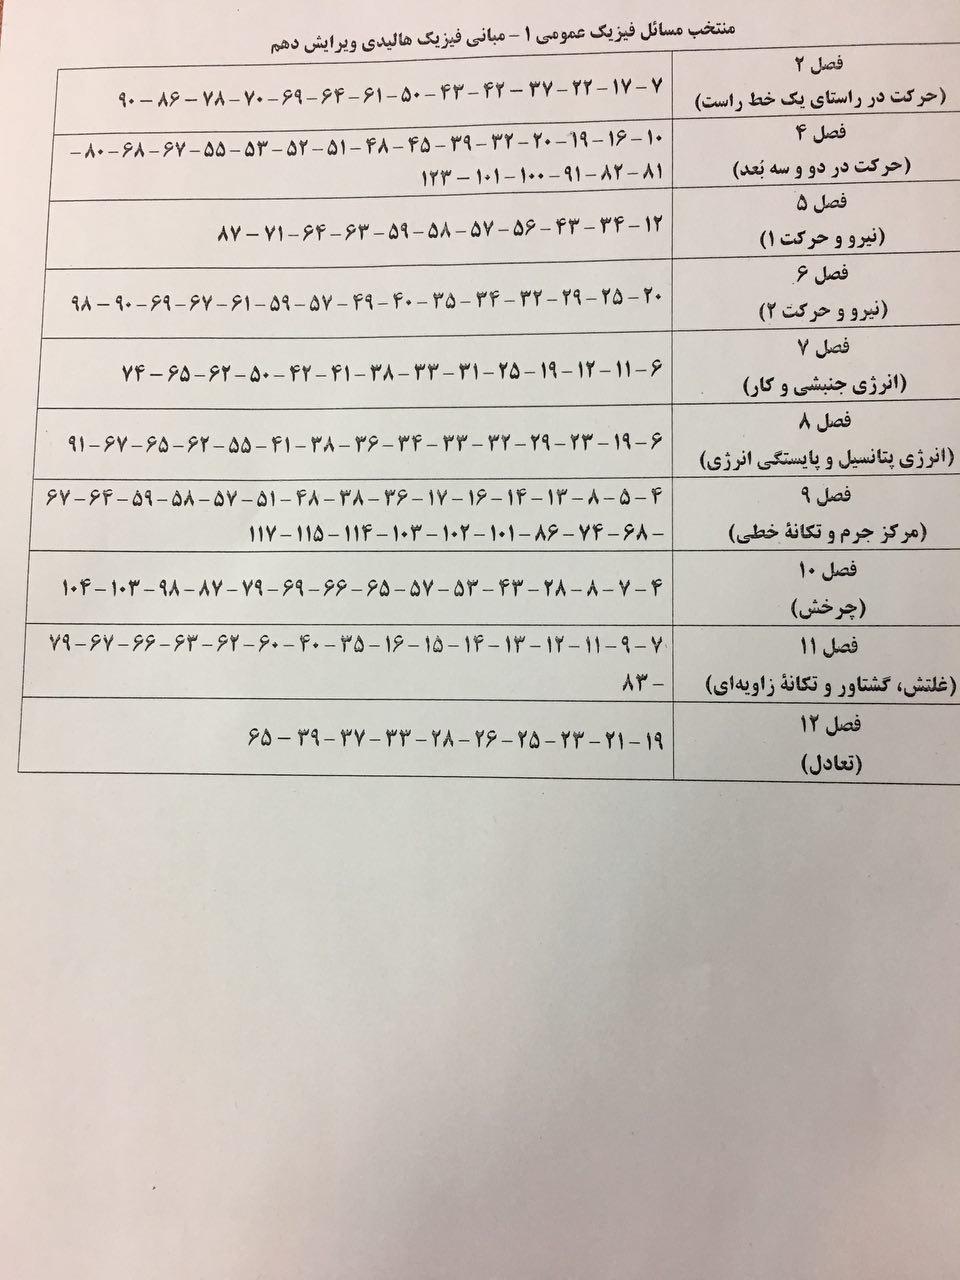 منتخب مسائل فیزیک عمومی ۱ – مبانی فیزیک هالیدی ویرایش دهم
فصل ۲
(حرکت در راستای یک خط راست)
۷ – ۱۷ – ۲۲ – ۳۷ – ۴۲ – ۴۳ – ۵۰ – ۶۱ – ۶۴ – ۶۹ – ۷۰ – ۷۸ – ۸۶ – ۹۰
فصل ۴
(حرکت در دو و سه بُعد)
۱۰ – ۱۶ – ۱۹ – ۲۰ – ۳۲ – ۳۹ – ۴۵ – ۴۸ – ۵۱ – ۵۲ – ۵۳ – ۵۵ – ۶۷ – ۶۸ – ۸۰ –
۸۱ – ۸۲ – ۹۱ – ۱۰۰ – ۱۰۱ – ۱۲۳
فصل ۵
(نیرو و حرکت ۱)
۱۲ – ۳۴ – ۴۳ – ۵۶ – ۵۷ – ۵۸ – ۵۹ – ۶۳ – ۶۴ – ۷۱ – ۸۷
فصل ۶
(نیرو و حرکت ۲)
۲۰ – ۲۵ – ۲۹ – ۳۲ – ۳۴ – ۳۵ – ۴۰ – ۴۹ – ۵۷ – ۵۹ – ۶۱ – ۶۷ – ۶۹ – ۹۰ – ۹۸
فصل ۷
(انرژی جنبشی و کار)
۶ – ۱۱ – ۱۲ – ۱۹ – ۲۵ – ۳۱ – ۳۳ – ۳۸ – ۴۱ – ۴۲ – ۵۰ – ۶۲ – ۶۵ – ۷۴
فصل ۸
(انرژی پتانسیل و پایستگی انرژی)
۶ – ۱۹ – ۲۳ – ۲۹ – ۳۲ – ۳۳ – ۳۴ – ۳۶ – ۳۸ – ۴۱ – ۵۵ – ۶۲ – ۶۵ – ۶۷ – ۹۱
فصل ۹
(مرکز جرم و تکانهٔ خطی)
۴ – ۵ – ۸ – ۱۳ – ۱۴ – ۱۶ – ۱۷ – ۳۶ – ۳۸ – ۴۸ – ۵۱ – ۵۷ – ۵۸ – ۵۹ – ۶۴ – ۶۷
– ۶۸ – ۷۴ – ۸۶ – ۱۰۱ – ۱۰۲ – ۱۰۳ – ۱۱۴ – ۱۱۵ – ۱۱۷
فصل ۱۰
(چرخش)
۴ – ۷ – ۸ – ۲۸ – ۴۳ – ۵۳ – ۵۷ – ۶۵ – ۶۶ – ۶۹ – ۷۹ – ۸۷ – ۹۸ – ۱۰۳ – ۱۰۴
فصل ۱۱
(غلتش، گشتاور و تکانهٔ زاویه‌ای)
۷ – ۹ – ۱۱ – ۱۲ – ۱۳ – ۱۴ – ۱۵ – ۱۶ – ۳۵ – ۴۰ – ۶۰ – ۶۲ – ۶۳ – ۶۶ – ۶۷ – ۷۹
– ۸۳
فصل ۱۲
(تعادل)
۱۹ – ۲۱ – ۲۳ – ۲۵ – ۲۶ – ۲۸ – ۳۳ – ۳۷ – ۳۹ – ۶۵